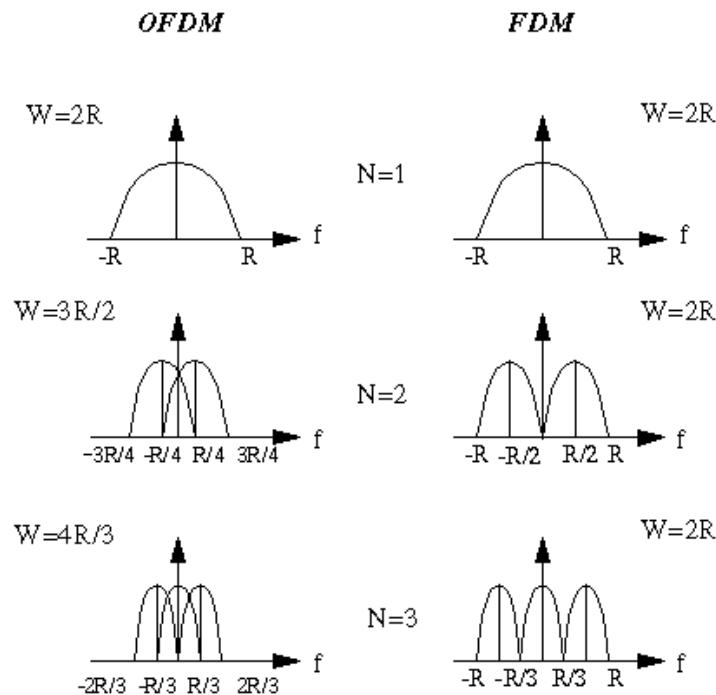 OFDM FDM
W=2R W=2R
N=1
f f
-R R -R R
W=3R/2 W=2R
N=2
f f
-3R/4 -R/4 R/4 3R/4 -R -R/2 R/2 R
W=4R/3 W=2R
N=3
f f
-2R/3 -R/3 R/3 2R/3 -R -R/3 R/3 R